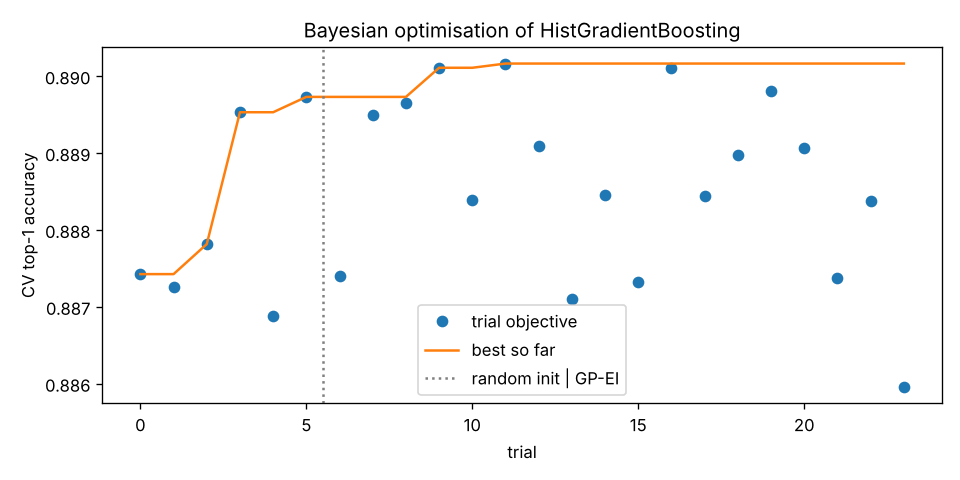 Bayesian optimisation of HistGradientBoosting
CV top-1 accuracy
0.890
0.889
0.888
0.887
0.886
trial objective
best so far
random init | GP-EI
0
5
10
15
20
trial